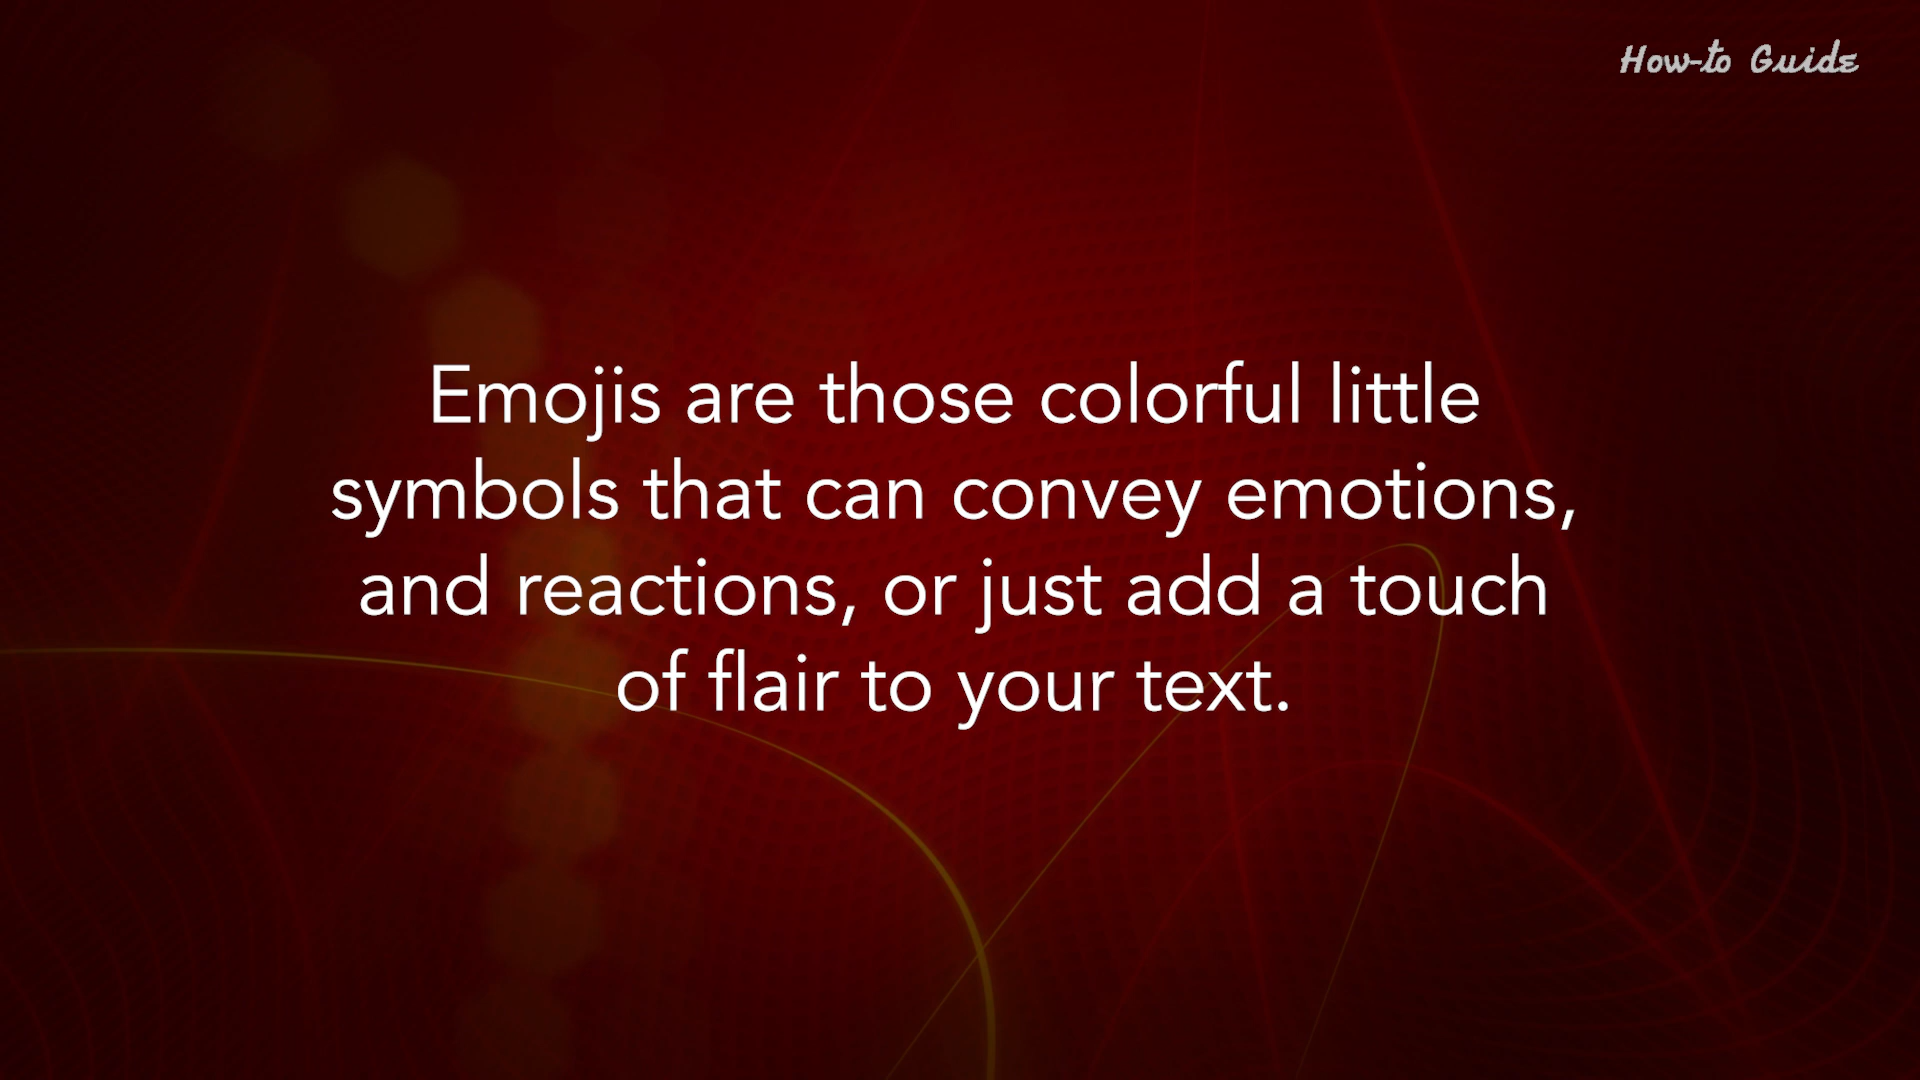 How-to Guide
Emojis are those colorful little
symbols that can convey emotions,
and reactions, or just add a touch
of flair to your text.